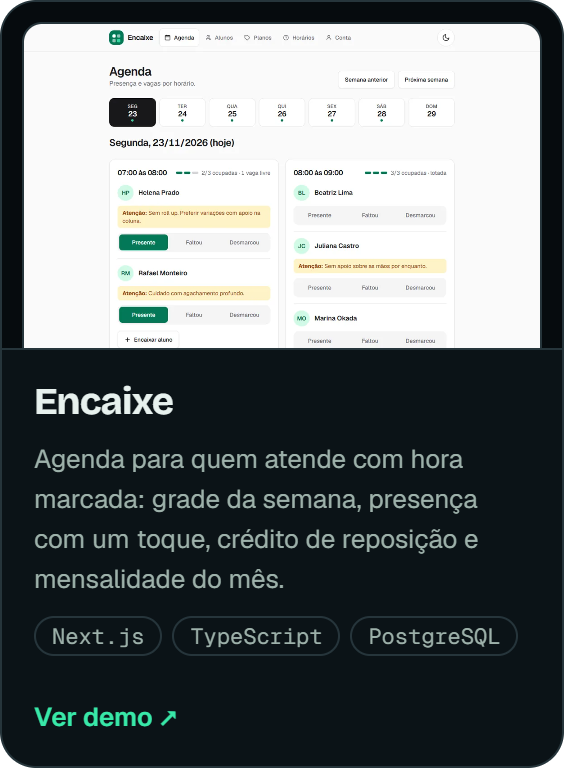 Encaixe Agenda Alunos Planos Horários Conta
Agenda
Presença e vagas por horário.
Semana anterior Próxima semana
SEG TER QUA QUI SEX SÁB DOM
23 24 25 26 27 28 29
Segunda, 23/11/2026 (hoje)
07:00 às 08:00 2/3 ocupadas · 1 vaga livre
HP Helena Prado
Atenção: Sem roll up. Preferir variações com apoio na
coluna.
Presente Faltou Desmarcou
RM Rafael Monteiro
Atenção: Cuidado com agachamento profundo.
Presente Faltou Desmarcou
+ Encaixar aluno
08:00 às 09:00 3/3 ocupadas · lotada
BL Beatriz Lima
Presente Faltou Desmarcou
JC Juliana Castro
Atenção: Sem apoio sobre as mãos por enquanto.
Presente Faltou Desmarcou
MO Marina Okada
Presente Faltou Desmarcou
Encaixe
Agenda para quem atende com hora
marcada: grade da semana, presença
com um toque, crédito de reposição e
mensalidade do mês.
Next.js TypeScript PostgreSQL
Ver demo ↗